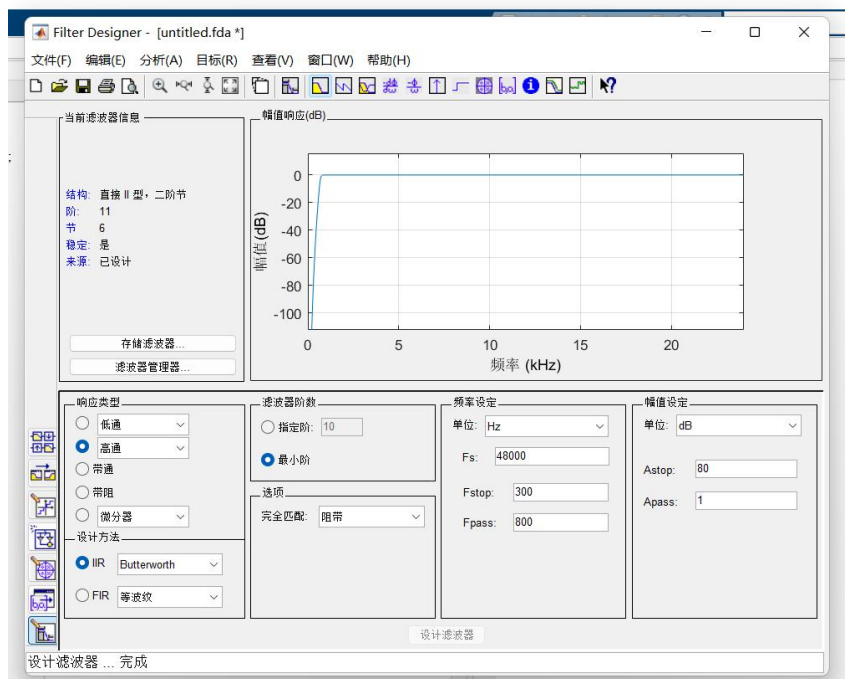 Filter Designer - [untitled.fda *]
文件(F) 编辑(E) 分析(A) 目标(R) 查看(V) 窗口(W) 帮助(H)
当前滤波器信息
结构: 直接 II 型，二阶节
阶: 11
节 6
稳定: 是
来源: 已设计
存储滤波器...
滤波器管理器...
幅值响应(dB)
幅值(dB)
0
-20
-40
-60
-80
-100
0 5 10 15 20
频率 (kHz)
响应类型
低通
高通
带通
带阻
微分器
设计方法
IIR Butterworth
FIR 等波纹
滤波器阶数
指定阶: 10
最小阶
选项
完全匹配: 阻带
频率设定
单位: Hz
Fs: 48000
Fstop: 300
Fpass: 800
幅值设定
单位: dB
Astop: 80
Apass: 1
设计滤波器
设计滤波器 ... 完成